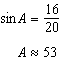 sin A = 16/20
A ≈ 53